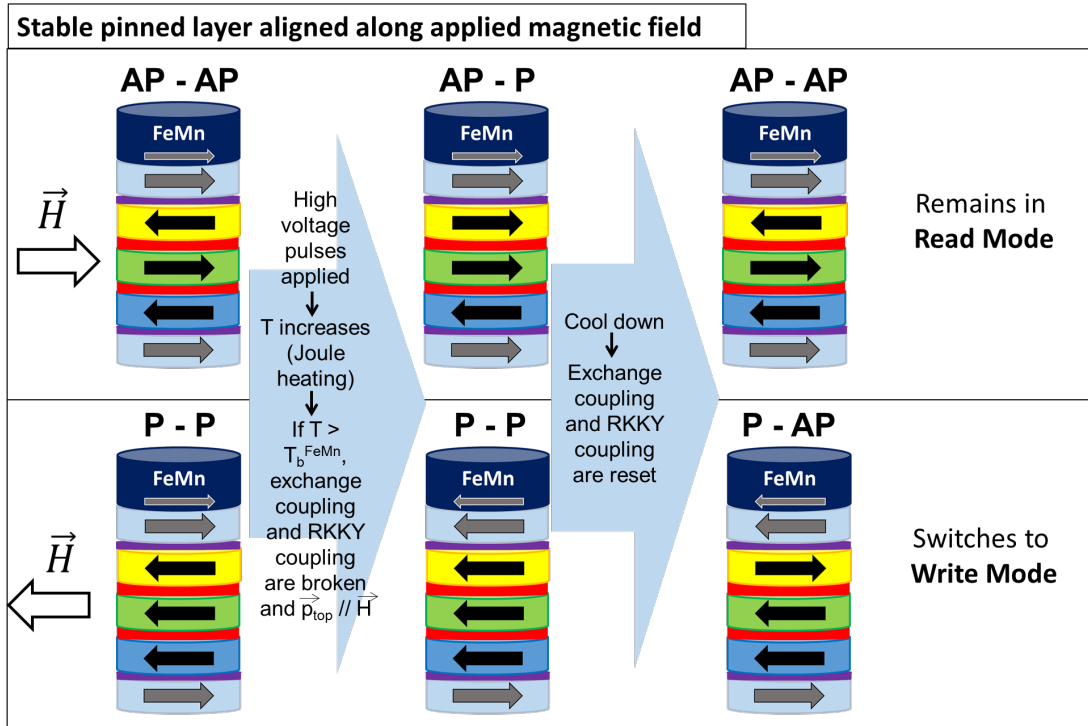 Stable pinned layer aligned along applied magnetic field
AP - AP
AP - P
AP - AP
FeMn
FeMn
FeMn
H⃗
High
voltage
pulses
applied
T increases
(Joule
heating)
If T >
T_b^FeMn,
exchange
coupling
and RKKY
coupling
are broken
and p⃗_top // H⃗
Cool down
Exchange
coupling
and RKKY
coupling
are reset
Remains in
Read Mode
P - P
P - P
P - AP
FeMn
FeMn
FeMn
H⃗
Switches to
Write Mode